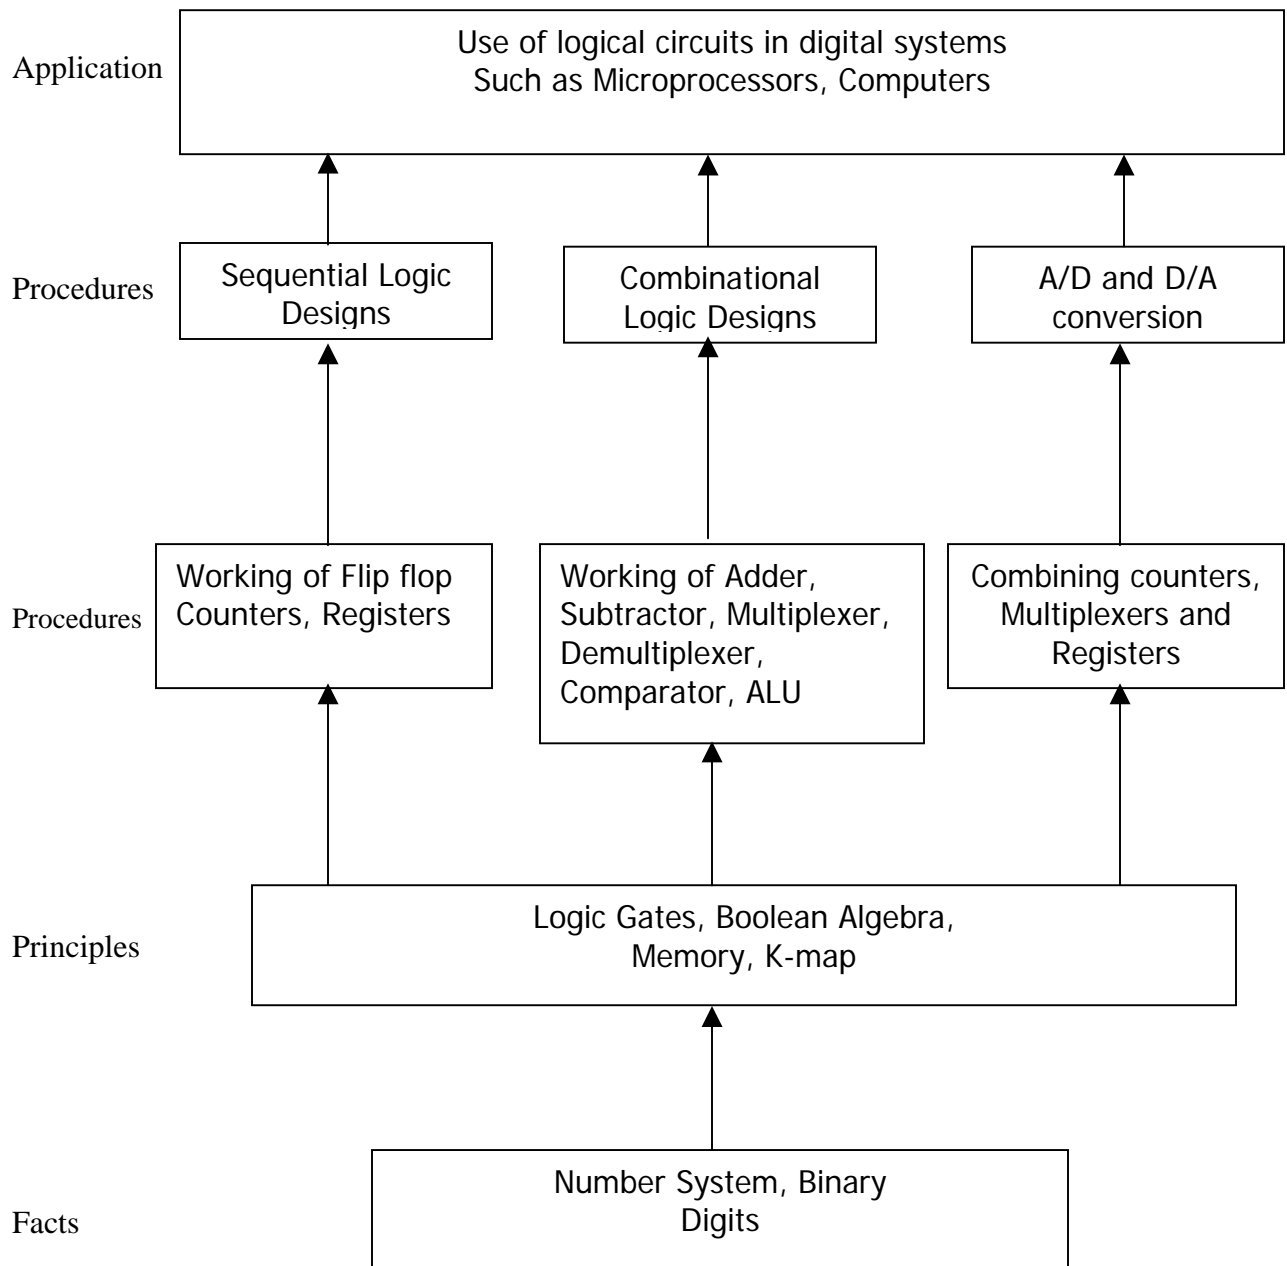 Application
Use of logical circuits in digital systems
Such as Microprocessors, Computers
Procedures
Sequential Logic
Designs
Combinational
Logic Designs
A/D and D/A
conversion
Procedures
Working of Flip flop
Counters, Registers
Working of Adder,
Subtractor, Multiplexer,
Demultiplexer,
Comparator, ALU
Combining counters,
Multiplexers and
Registers
Principles
Logic Gates, Boolean Algebra,
Memory, K-map
Facts
Number System, Binary
Digits